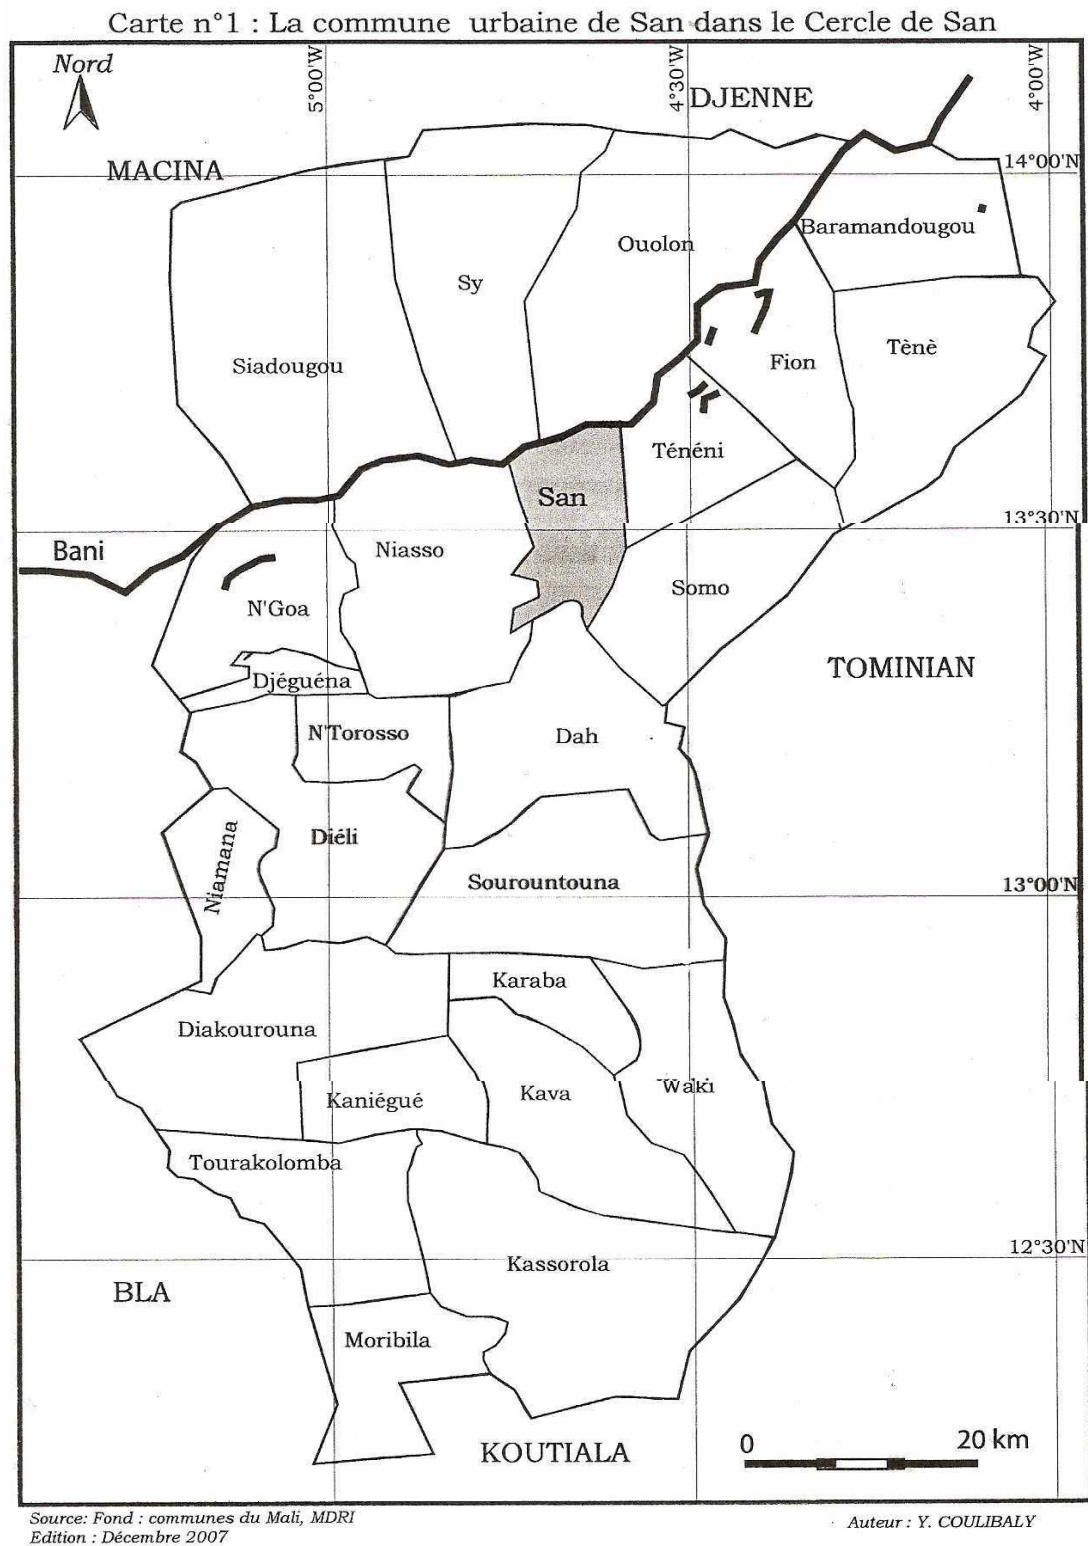 Carte n°1 : La commune urbaine de San dans le Cercle de San
Nord
5°00'W
4°30'W
4°00'W
DJENNE
MACINA
14°00'N
Baramandougou
Ouolon
Sy
Siadougou
Fion
Tènè
Ténéni
San
13°30'N
Bani
Niasso
N'Goa
Somo
Djéguéna
TOMINIAN
N'Torosso
Dah
Diéli
Niamana
Sourountouna
13°00'N
Karaba
Diakourouna
Kaniégué
Kava
Waki
Tourakolomba
12°30'N
Kassorola
BLA
Moribila
KOUTIALA
0 20 km
Source: Fond : communes du Mali, MDRI
Edition : Décembre 2007
Auteur : Y. COULIBALY